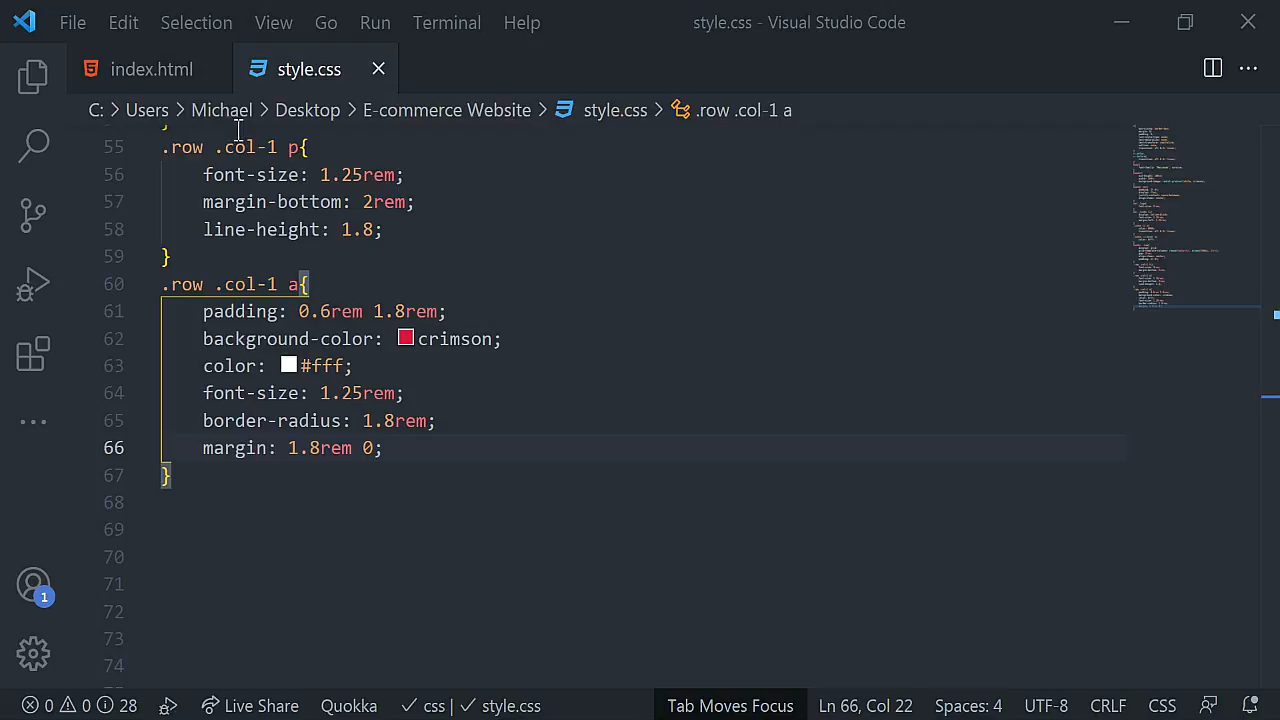 File Edit Selection View Go Run Terminal Help style.css - Visual Studio Code
index.html style.css
C: > Users > Michael > Desktop > E-commerce Website > style.css > .row .col-1 a
}
55 .row .col-1 p{
56 font-size: 1.25rem;
57 margin-bottom: 2rem;
58 line-height: 1.8;
59 }
60 .row .col-1 a{
61 padding: 0.6rem 1.8rem;
62 background-color: crimson;
63 color: #fff;
64 font-size: 1.25rem;
65 border-radius: 1.8rem;
66 margin: 1.8rem 0;
67 }
68
69
70
71
72
73
74
1
0 0 28 Live Share Quokka ✓ css | ✓ style.css Tab Moves Focus Ln 66, Col 22 Spaces: 4 UTF-8 CRLF CSS